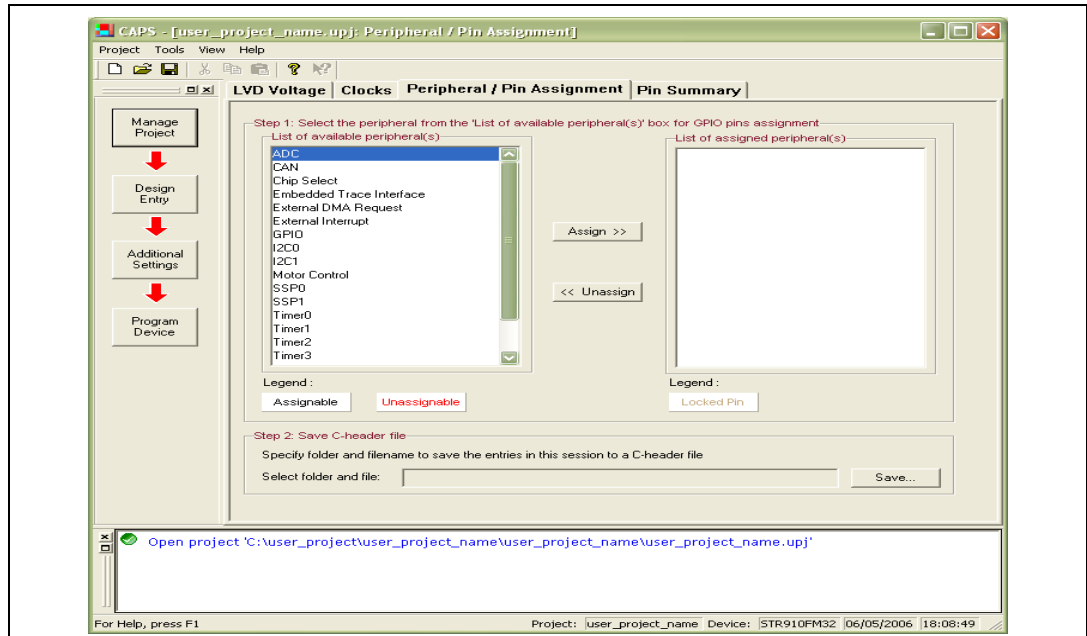 CAPS - [user_project_name.upj: Peripheral / Pin Assignment]
Project Tools View Help
LVD Voltage Clocks Peripheral / Pin Assignment Pin Summary
Manage
Project
Design
Entry
Additional
Settings
Program
Device
Step 1: Select the peripheral from the 'List of available peripheral(s)' box for GPIO pins assignment
List of available peripheral(s)
ADC
CAN
Chip Select
Embedded Trace Interface
External DMA Request
External Interrupt
GPIO
I2C0
I2C1
Motor Control
SSP0
SSP1
Timer0
Timer1
Timer2
Timer3
Assign >>
<< Unassign
List of assigned peripheral(s)
Legend :
Assignable Unassignable
Legend :
Locked Pin
Step 2: Save C-header file
Specify folder and filename to save the entries in this session to a C-header file
Select folder and file: Save...
Open project 'C:\user_project\user_project_name\user_project_name\user_project_name.upj'
For Help, press F1 Project: user_project_name Device: STR910FM32 06/05/2006 18:08:49